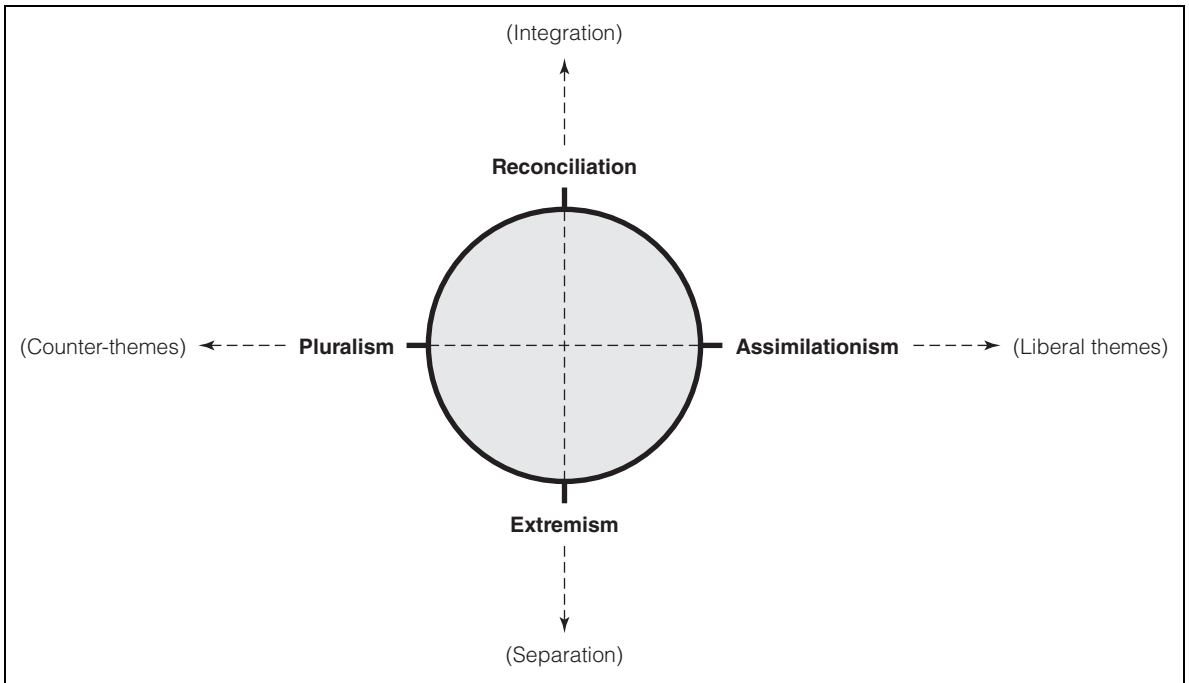 (Integration)
Reconciliation
(Counter-themes)
Pluralism
Assimilationism
(Liberal themes)
Extremism
(Separation)